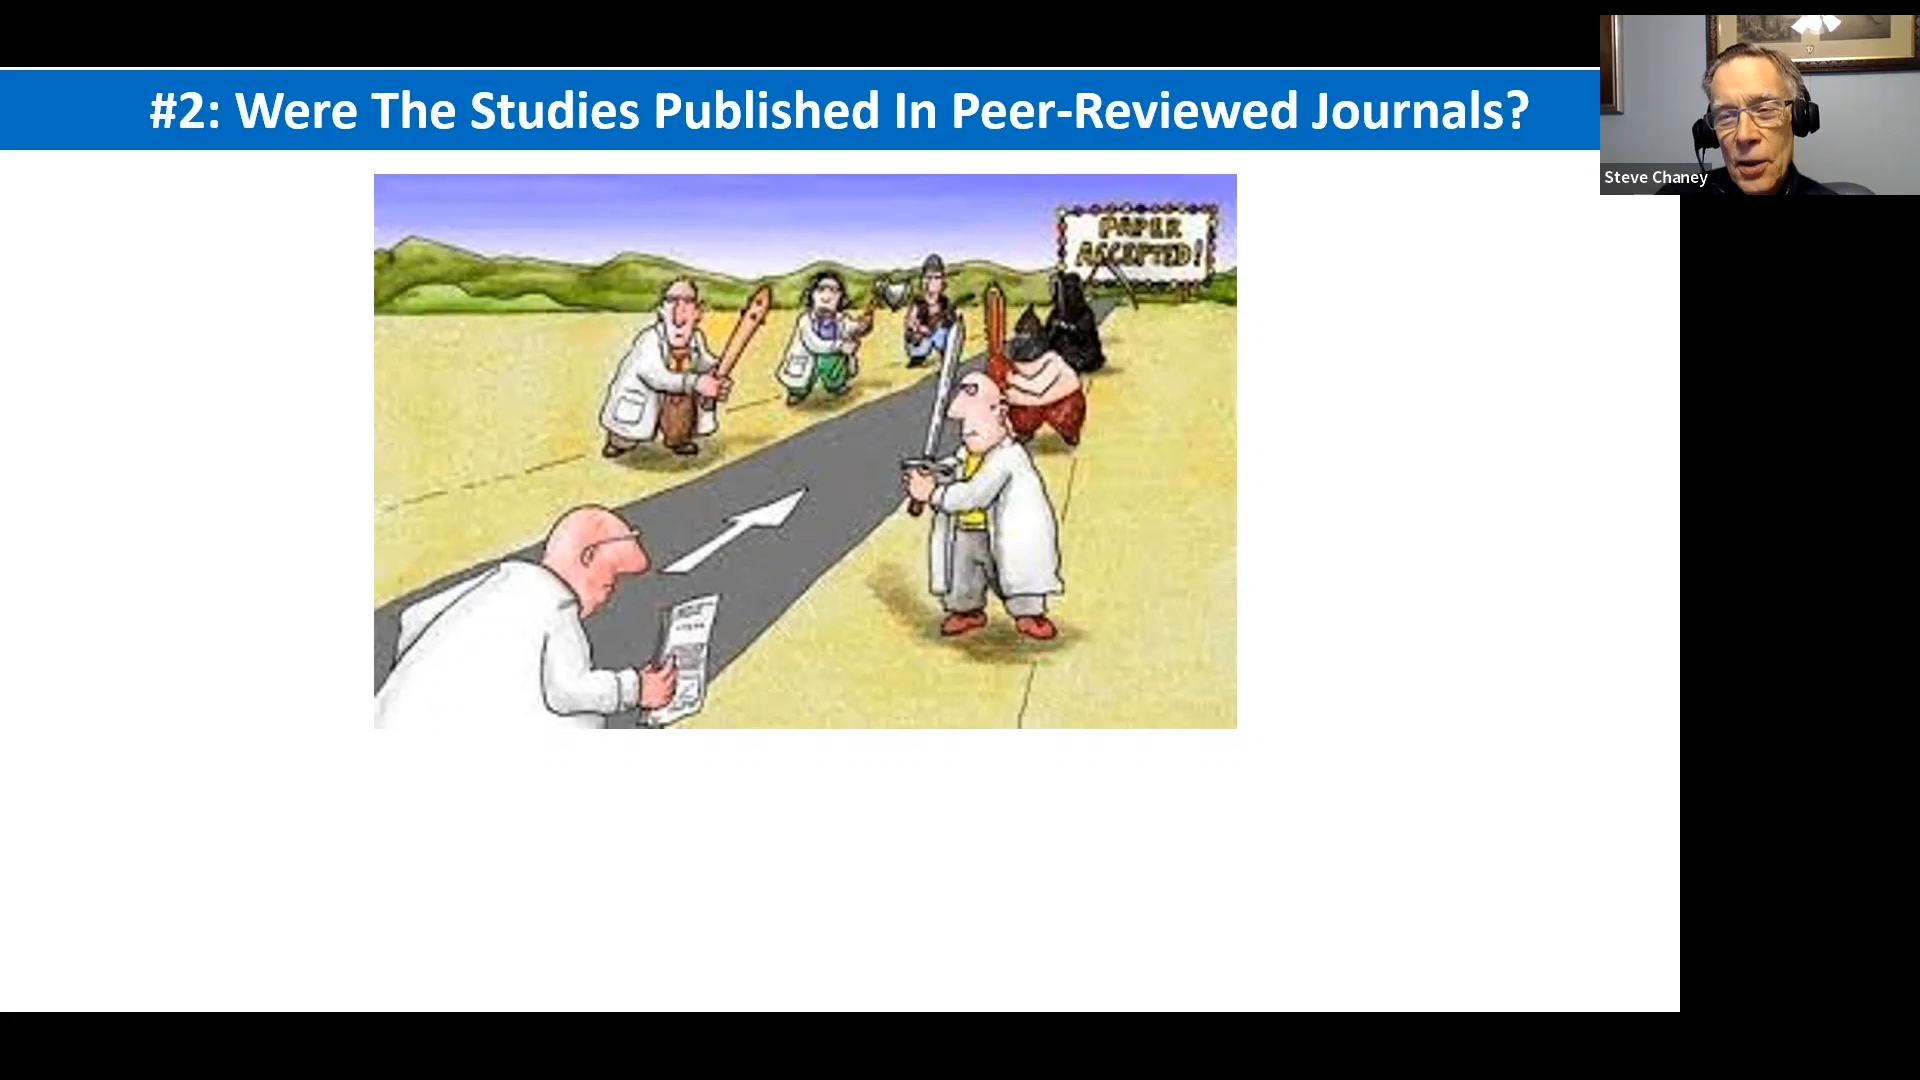 #2: Were The Studies Published In Peer-Reviewed Journals?
Steve Chaney
PAPER
ACCEPTED!